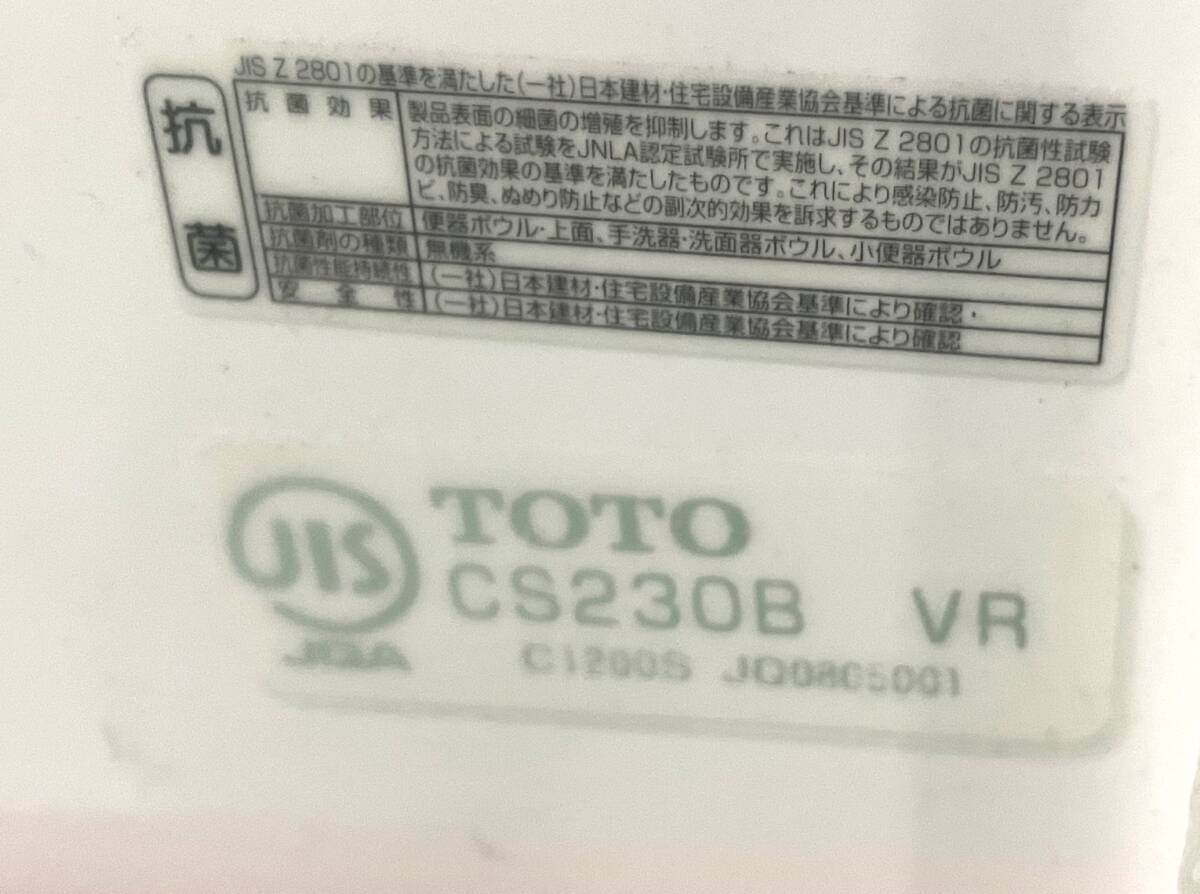 JIS Z 2801の基準を満たした(一社)日本建材・住宅設備産業協会基準による抗菌に関する表示
抗菌
抗菌効果
製品表面の細菌の増殖を抑制します。これはJIS Z 2801の抗菌性試験
方法による試験をJNLA認定試験所で実施し、その結果がJIS Z 2801
の抗菌効果の基準を満たしたものです。これにより感染防止、防汚、防カ
ビ、防臭、ぬめり防止などの副次的効果を訴求するものではありません。
抗菌加工部位 便器ボウル・上面、手洗器・洗面器ボウル、小便器ボウル
抗菌剤の種類 無機系
抗菌性能持続性 (一社)日本建材・住宅設備産業協会基準により確認
安全性 (一社)日本建材・住宅設備産業協会基準により確認
JIS
TOTO
CS230B VR
JQA
C1200S JQ0805001